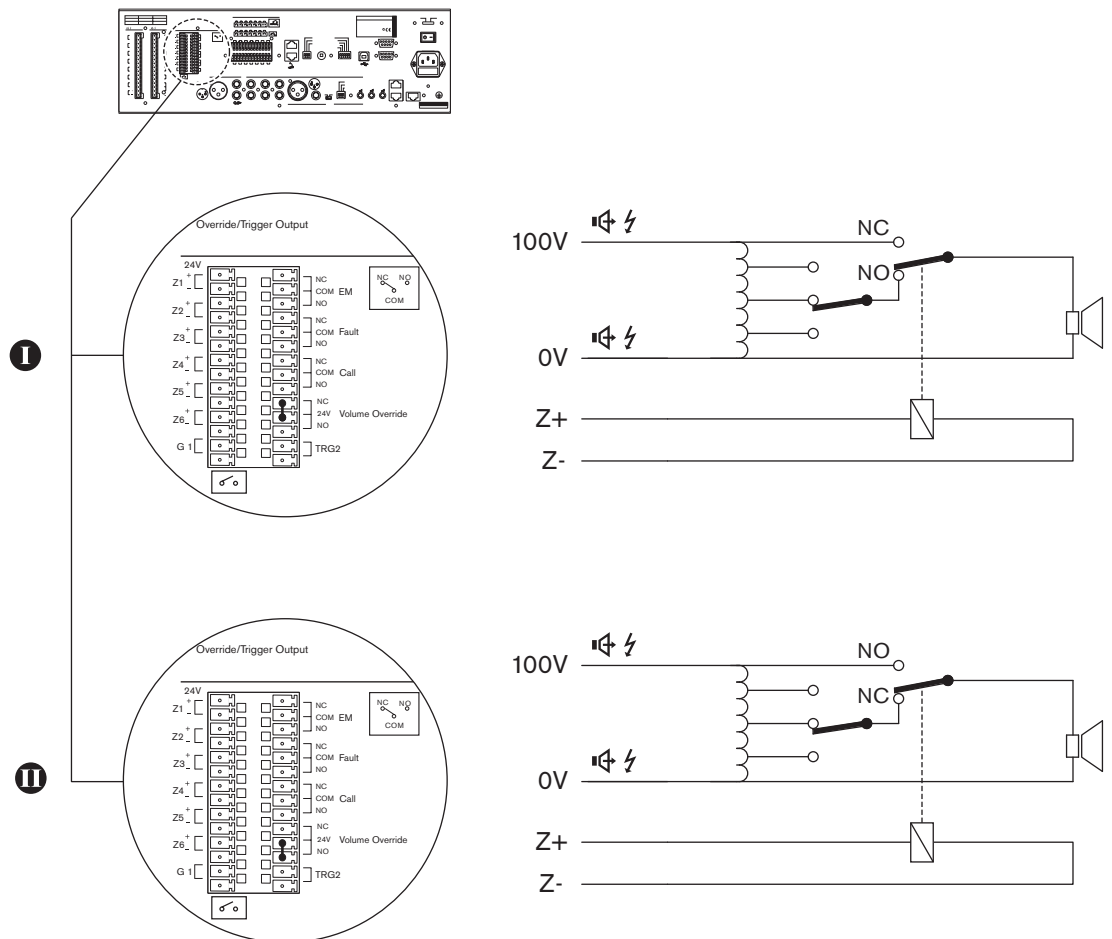 I
Override/Trigger Output
24V
Z1 + -
Z2 + -
Z3 + -
Z4 + -
Z5 + -
Z6 + -
G 1
NC
COM EM
NO
NC
COM Fault
NO
NC
COM Call
NO
NC
24V Volume Override
NO
TRG2
NC NO
COM
100V
NC
NO
0V
Z+
Z-
II
Override/Trigger Output
24V
Z1 + -
Z2 + -
Z3 + -
Z4 + -
Z5 + -
Z6 + -
G 1
NC
COM EM
NO
NC
COM Fault
NO
NC
COM Call
NO
NC
24V Volume Override
NO
TRG2
NC NO
COM
100V
NO
NC
0V
Z+
Z-